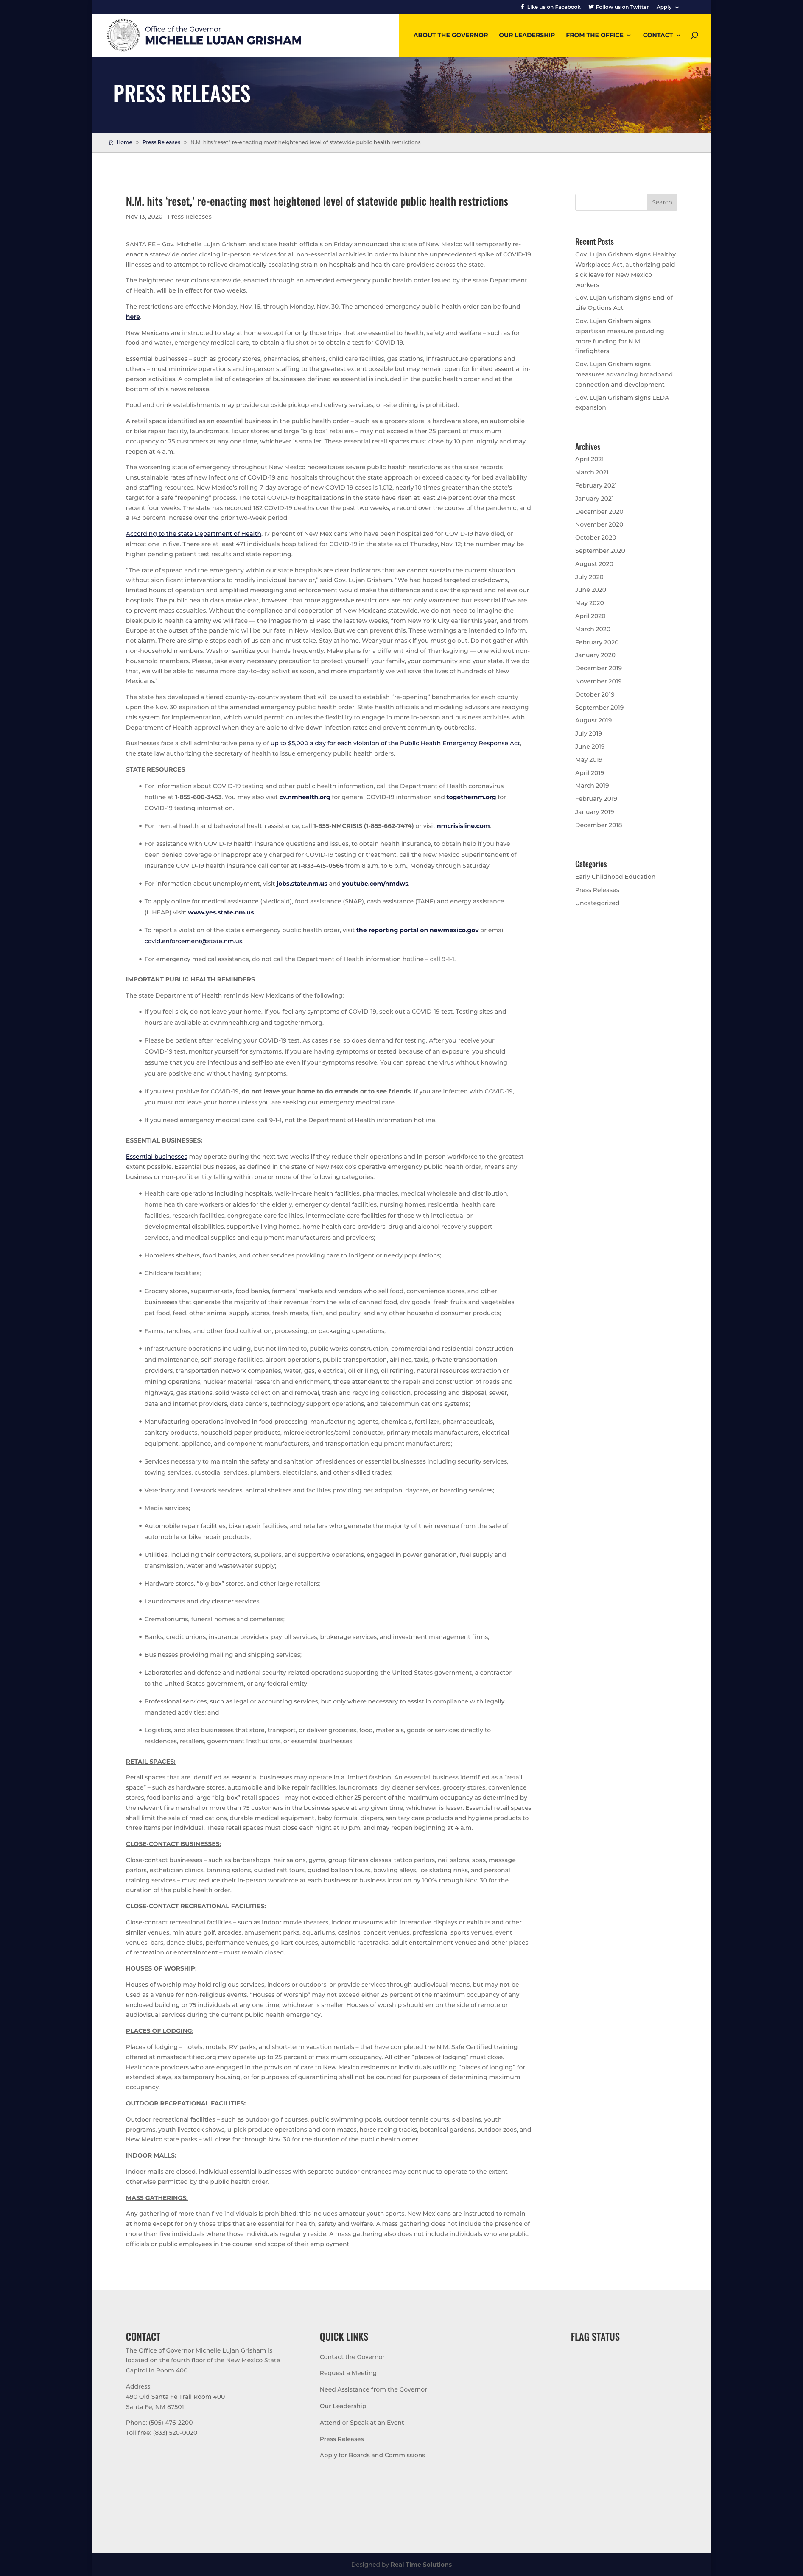 Like us on Facebook Follow us on Twitter Apply
Office of the Governor
MICHELLE LUJAN GRISHAM
ABOUT THE GOVERNOR OUR LEADERSHIP FROM THE OFFICE CONTACT
PRESS RELEASES
Home Press Releases N.M. hits ‘reset,’ re-enacting most heightened level of statewide public health restrictions
N.M. hits ‘reset,’ re-enacting most heightened level of statewide public health restrictions
Nov 13, 2020 | Press Releases
SANTA FE – Gov. Michelle Lujan Grisham and state health officials on Friday announced the state of New Mexico will temporarily re-
enact a statewide order closing in-person services for all non-essential activities in order to blunt the unprecedented spike of COVID-19
illnesses and to attempt to relieve dramatically escalating strain on hospitals and health care providers across the state.
The heightened restrictions statewide, enacted through an amended emergency public health order issued by the state Department
of Health, will be in effect for two weeks.
The restrictions are effective Monday, Nov. 16, through Monday, Nov. 30. The amended emergency public health order can be found
here.
New Mexicans are instructed to stay at home except for only those trips that are essential to health, safety and welfare – such as for
food and water, emergency medical care, to obtain a flu shot or to obtain a test for COVID-19.
Essential businesses – such as grocery stores, pharmacies, shelters, child care facilities, gas stations, infrastructure operations and
others – must minimize operations and in-person staffing to the greatest extent possible but may remain open for limited essential in-
person activities. A complete list of categories of businesses defined as essential is included in the public health order and at the
bottom of this news release.
Food and drink establishments may provide curbside pickup and delivery services; on-site dining is prohibited.
A retail space identified as an essential business in the public health order – such as a grocery store, a hardware store, an automobile
or bike repair facility, laundromats, liquor stores and large “big box” retailers – may not exceed either 25 percent of maximum
occupancy or 75 customers at any one time, whichever is smaller. These essential retail spaces must close by 10 p.m. nightly and may
reopen at 4 a.m.
The worsening state of emergency throughout New Mexico necessitates severe public health restrictions as the state records
unsustainable rates of new infections of COVID-19 and hospitals throughout the state approach or exceed capacity for bed availability
and staffing resources. New Mexico’s rolling 7-day average of new COVID-19 cases is 1,012, nearly 10 times greater than the state’s
target for a safe “reopening” process. The total COVID-19 hospitalizations in the state have risen at least 214 percent over the most
recent four weeks. The state has recorded 182 COVID-19 deaths over the past two weeks, a record over the course of the pandemic, and
a 143 percent increase over the prior two-week period.
According to the state Department of Health, 17 percent of New Mexicans who have been hospitalized for COVID-19 have died, or
almost one in five. There are at least 471 individuals hospitalized for COVID-19 in the state as of Thursday, Nov. 12; the number may be
higher pending patient test results and state reporting.
“The rate of spread and the emergency within our state hospitals are clear indicators that we cannot sustain the current situation
without significant interventions to modify individual behavior,” said Gov. Lujan Grisham. “We had hoped targeted crackdowns,
limited hours of operation and amplified messaging and enforcement would make the difference and slow the spread and relieve our
hospitals. The public health data make clear, however, that more aggressive restrictions are not only warranted but essential if we are
to prevent mass casualties. Without the compliance and cooperation of New Mexicans statewide, we do not need to imagine the
bleak public health calamity we will face — the images from El Paso the last few weeks, from New York City earlier this year, and from
Europe at the outset of the pandemic will be our fate in New Mexico. But we can prevent this. These warnings are intended to inform,
not alarm. There are simple steps each of us can and must take. Stay at home. Wear your mask if you must go out. Do not gather with
non-household members. Wash or sanitize your hands frequently. Make plans for a different kind of Thanksgiving — one without non-
household members. Please, take every necessary precaution to protect yourself, your family, your community and your state. If we do
that, we will be able to resume more day-to-day activities soon, and more importantly we will save the lives of hundreds of New
Mexicans.”
The state has developed a tiered county-by-county system that will be used to establish “re-opening” benchmarks for each county
upon the Nov. 30 expiration of the amended emergency public health order. State health officials and modeling advisors are readying
this system for implementation, which would permit counties the flexibility to engage in more in-person and business activities with
Department of Health approval when they are able to drive down infection rates and prevent community outbreaks.
Businesses face a civil administrative penalty of up to $5,000 a day for each violation of the Public Health Emergency Response Act,
the state law authorizing the secretary of health to issue emergency public health orders.
STATE RESOURCES
For information about COVID-19 testing and other public health information, call the Department of Health coronavirus
hotline at 1-855-600-3453. You may also visit cv.nmhealth.org for general COVID-19 information and togethernm.org for
COVID-19 testing information.
For mental health and behavioral health assistance, call 1-855-NMCRISIS (1-855-662-7474) or visit nmcrisisline.com.
For assistance with COVID-19 health insurance questions and issues, to obtain health insurance, to obtain help if you have
been denied coverage or inappropriately charged for COVID-19 testing or treatment, call the New Mexico Superintendent of
Insurance COVID-19 health insurance call center at 1-833-415-0566 from 8 a.m. to 6 p.m., Monday through Saturday.
For information about unemployment, visit jobs.state.nm.us and youtube.com/nmdws.
To apply online for medical assistance (Medicaid), food assistance (SNAP), cash assistance (TANF) and energy assistance
(LIHEAP) visit: www.yes.state.nm.us.
To report a violation of the state’s emergency public health order, visit the reporting portal on newmexico.gov or email
covid.enforcement@state.nm.us.
For emergency medical assistance, do not call the Department of Health information hotline – call 9-1-1.
IMPORTANT PUBLIC HEALTH REMINDERS
The state Department of Health reminds New Mexicans of the following:
If you feel sick, do not leave your home. If you feel any symptoms of COVID-19, seek out a COVID-19 test. Testing sites and
hours are available at cv.nmhealth.org and togethernm.org.
Please be patient after receiving your COVID-19 test. As cases rise, so does demand for testing. After you receive your
COVID-19 test, monitor yourself for symptoms. If you are having symptoms or tested because of an exposure, you should
assume that you are infectious and self-isolate even if your symptoms resolve. You can spread the virus without knowing
you are positive and without having symptoms.
If you test positive for COVID-19, do not leave your home to do errands or to see friends. If you are infected with COVID-19,
you must not leave your home unless you are seeking out emergency medical care.
If you need emergency medical care, call 9-1-1, not the Department of Health information hotline.
ESSENTIAL BUSINESSES:
Essential businesses may operate during the next two weeks if they reduce their operations and in-person workforce to the greatest
extent possible. Essential businesses, as defined in the state of New Mexico’s operative emergency public health order, means any
business or non-profit entity falling within one or more of the following categories:
Health care operations including hospitals, walk-in-care health facilities, pharmacies, medical wholesale and distribution,
home health care workers or aides for the elderly, emergency dental facilities, nursing homes, residential health care
facilities, research facilities, congregate care facilities, intermediate care facilities for those with intellectual or
developmental disabilities, supportive living homes, home health care providers, drug and alcohol recovery support
services, and medical supplies and equipment manufacturers and providers;
Homeless shelters, food banks, and other services providing care to indigent or needy populations;
Childcare facilities;
Grocery stores, supermarkets, food banks, farmers’ markets and vendors who sell food, convenience stores, and other
businesses that generate the majority of their revenue from the sale of canned food, dry goods, fresh fruits and vegetables,
pet food, feed, other animal supply stores, fresh meats, fish, and poultry, and any other household consumer products;
Farms, ranches, and other food cultivation, processing, or packaging operations;
Infrastructure operations including, but not limited to, public works construction, commercial and residential construction
and maintenance, self-storage facilities, airport operations, public transportation, airlines, taxis, private transportation
providers, transportation network companies, water, gas, electrical, oil drilling, oil refining, natural resources extraction or
mining operations, nuclear material research and enrichment, those attendant to the repair and construction of roads and
highways, gas stations, solid waste collection and removal, trash and recycling collection, processing and disposal, sewer,
data and internet providers, data centers, technology support operations, and telecommunications systems;
Manufacturing operations involved in food processing, manufacturing agents, chemicals, fertilizer, pharmaceuticals,
sanitary products, household paper products, microelectronics/semi-conductor, primary metals manufacturers, electrical
equipment, appliance, and component manufacturers, and transportation equipment manufacturers;
Services necessary to maintain the safety and sanitation of residences or essential businesses including security services,
towing services, custodial services, plumbers, electricians, and other skilled trades;
Veterinary and livestock services, animal shelters and facilities providing pet adoption, daycare, or boarding services;
Media services;
Automobile repair facilities, bike repair facilities, and retailers who generate the majority of their revenue from the sale of
automobile or bike repair products;
Utilities, including their contractors, suppliers, and supportive operations, engaged in power generation, fuel supply and
transmission, water and wastewater supply;
Hardware stores, “big box” stores, and other large retailers;
Laundromats and dry cleaner services;
Crematoriums, funeral homes and cemeteries;
Banks, credit unions, insurance providers, payroll services, brokerage services, and investment management firms;
Businesses providing mailing and shipping services;
Laboratories and defense and national security-related operations supporting the United States government, a contractor
to the United States government, or any federal entity;
Professional services, such as legal or accounting services, but only where necessary to assist in compliance with legally
mandated activities; and
Logistics, and also businesses that store, transport, or deliver groceries, food, materials, goods or services directly to
residences, retailers, government institutions, or essential businesses.
RETAIL SPACES:
Retail spaces that are identified as essential businesses may operate in a limited fashion. An essential business identified as a “retail
space” – such as hardware stores, automobile and bike repair facilities, laundromats, dry cleaner services, grocery stores, convenience
stores, food banks and large “big-box” retail spaces – may not exceed either 25 percent of the maximum occupancy as determined by
the relevant fire marshal or more than 75 customers in the business space at any given time, whichever is lesser. Essential retail spaces
shall limit the sale of medications, durable medical equipment, baby formula, diapers, sanitary care products and hygiene products to
three items per individual. These retail spaces must close each night at 10 p.m. and may reopen beginning at 4 a.m.
CLOSE-CONTACT BUSINESSES:
Close-contact businesses – such as barbershops, hair salons, gyms, group fitness classes, tattoo parlors, nail salons, spas, massage
parlors, esthetician clinics, tanning salons, guided raft tours, guided balloon tours, bowling alleys, ice skating rinks, and personal
training services – must reduce their in-person workforce at each business or business location by 100% through Nov. 30 for the
duration of the public health order.
CLOSE-CONTACT RECREATIONAL FACILITIES:
Close-contact recreational facilities – such as indoor movie theaters, indoor museums with interactive displays or exhibits and other
similar venues, miniature golf, arcades, amusement parks, aquariums, casinos, concert venues, professional sports venues, event
venues, bars, dance clubs, performance venues, go-kart courses, automobile racetracks, adult entertainment venues and other places
of recreation or entertainment – must remain closed.
HOUSES OF WORSHIP:
Houses of worship may hold religious services, indoors or outdoors, or provide services through audiovisual means, but may not be
used as a venue for non-religious events. “Houses of worship” may not exceed either 25 percent of the maximum occupancy of any
enclosed building or 75 individuals at any one time, whichever is smaller. Houses of worship should err on the side of remote or
audiovisual services during the current public health emergency.
PLACES OF LODGING:
Places of lodging – hotels, motels, RV parks, and short-term vacation rentals – that have completed the N.M. Safe Certified training
offered at nmsafecertified.org may operate up to 25 percent of maximum occupancy. All other “places of lodging” must close.
Healthcare providers who are engaged in the provision of care to New Mexico residents or individuals utilizing “places of lodging” for
extended stays, as temporary housing, or for purposes of quarantining shall not be counted for purposes of determining maximum
occupancy.
OUTDOOR RECREATIONAL FACILITIES:
Outdoor recreational facilities – such as outdoor golf courses, public swimming pools, outdoor tennis courts, ski basins, youth
programs, youth livestock shows, u-pick produce operations and corn mazes, horse racing tracks, botanical gardens, outdoor zoos, and
New Mexico state parks – will close for through Nov. 30 for the duration of the public health order.
INDOOR MALLS:
Indoor malls are closed. Individual essential businesses with separate outdoor entrances may continue to operate to the extent
otherwise permitted by the public health order.
MASS GATHERINGS:
Any gathering of more than five individuals is prohibited; this includes amateur youth sports. New Mexicans are instructed to remain
at home except for only those trips that are essential for health, safety and welfare. A mass gathering does not include the presence of
more than five individuals where those individuals regularly reside. A mass gathering also does not include individuals who are public
officials or public employees in the course and scope of their employment.
Search
Recent Posts
Gov. Lujan Grisham signs Healthy
Workplaces Act, authorizing paid
sick leave for New Mexico
workers
Gov. Lujan Grisham signs End-of-
Life Options Act
Gov. Lujan Grisham signs
bipartisan measure providing
more funding for N.M.
firefighters
Gov. Lujan Grisham signs
measures advancing broadband
connection and development
Gov. Lujan Grisham signs LEDA
expansion
Archives
April 2021
March 2021
February 2021
January 2021
December 2020
November 2020
October 2020
September 2020
August 2020
July 2020
June 2020
May 2020
April 2020
March 2020
February 2020
January 2020
December 2019
November 2019
October 2019
September 2019
August 2019
July 2019
June 2019
May 2019
April 2019
March 2019
February 2019
January 2019
December 2018
Categories
Early Childhood Education
Press Releases
Uncategorized
CONTACT
The Office of Governor Michelle Lujan Grisham is
located on the fourth floor of the New Mexico State
Capitol in Room 400.
Address:
490 Old Santa Fe Trail Room 400
Santa Fe, NM 87501
Phone: (505) 476-2200
Toll free: (833) 520-0020
QUICK LINKS
Contact the Governor
Request a Meeting
Need Assistance from the Governor
Our Leadership
Attend or Speak at an Event
Press Releases
Apply for Boards and Commissions
FLAG STATUS
Designed by Real Time Solutions